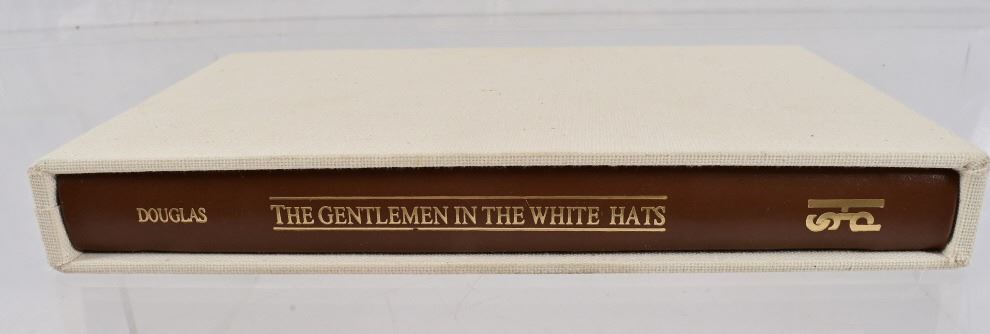 DOUGLAS
THE GENTLEMEN IN THE WHITE HATS